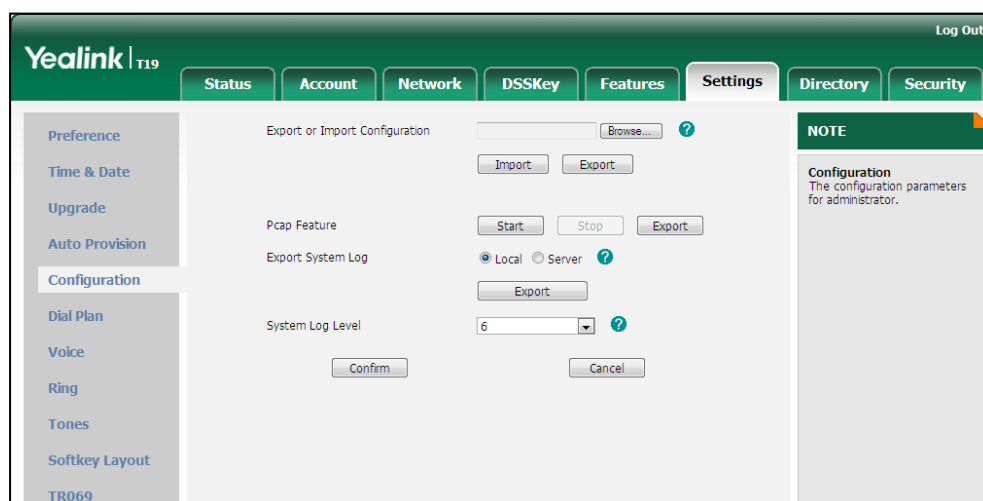 Log Out
Yealink | T19
Status Account Network DSSKey Features Settings Directory Security
Preference
Time & Date
Upgrade
Auto Provision
Configuration
Dial Plan
Voice
Ring
Tones
Softkey Layout
TR069
Export or Import Configuration Browse... ?
Import Export
Pcap Feature Start Stop Export
Export System Log Local Server ?
Export
System Log Level 6 ?
Confirm Cancel
NOTE
Configuration
The configuration parameters
for administrator.